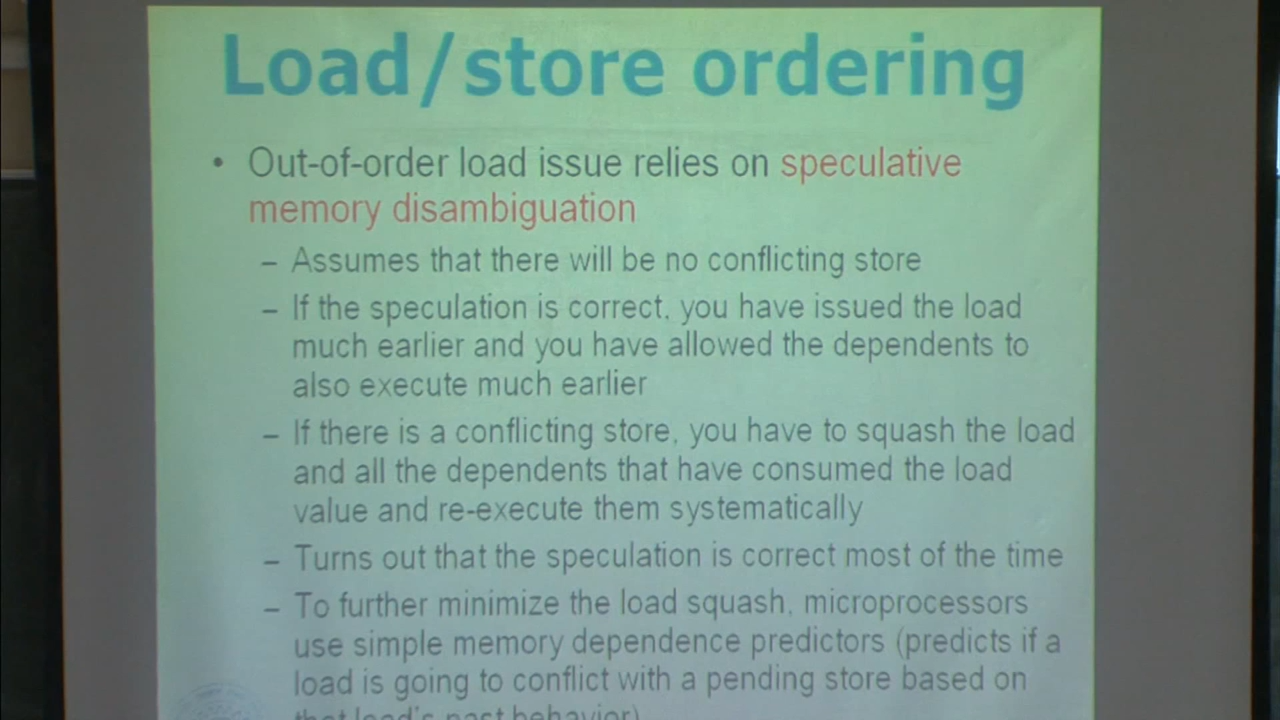 Load/store ordering
• Out-of-order load issue relies on speculative
memory disambiguation
– Assumes that there will be no conflicting store
– If the speculation is correct, you have issued the load
much earlier and you have allowed the dependents to
also execute much earlier
– If there is a conflicting store, you have to squash the load
and all the dependents that have consumed the load
value and re-execute them systematically
– Turns out that the speculation is correct most of the time
– To further minimize the load squash, microprocessors
use simple memory dependence predictors (predicts if a
load is going to conflict with a pending store based on
that load's past behavior)